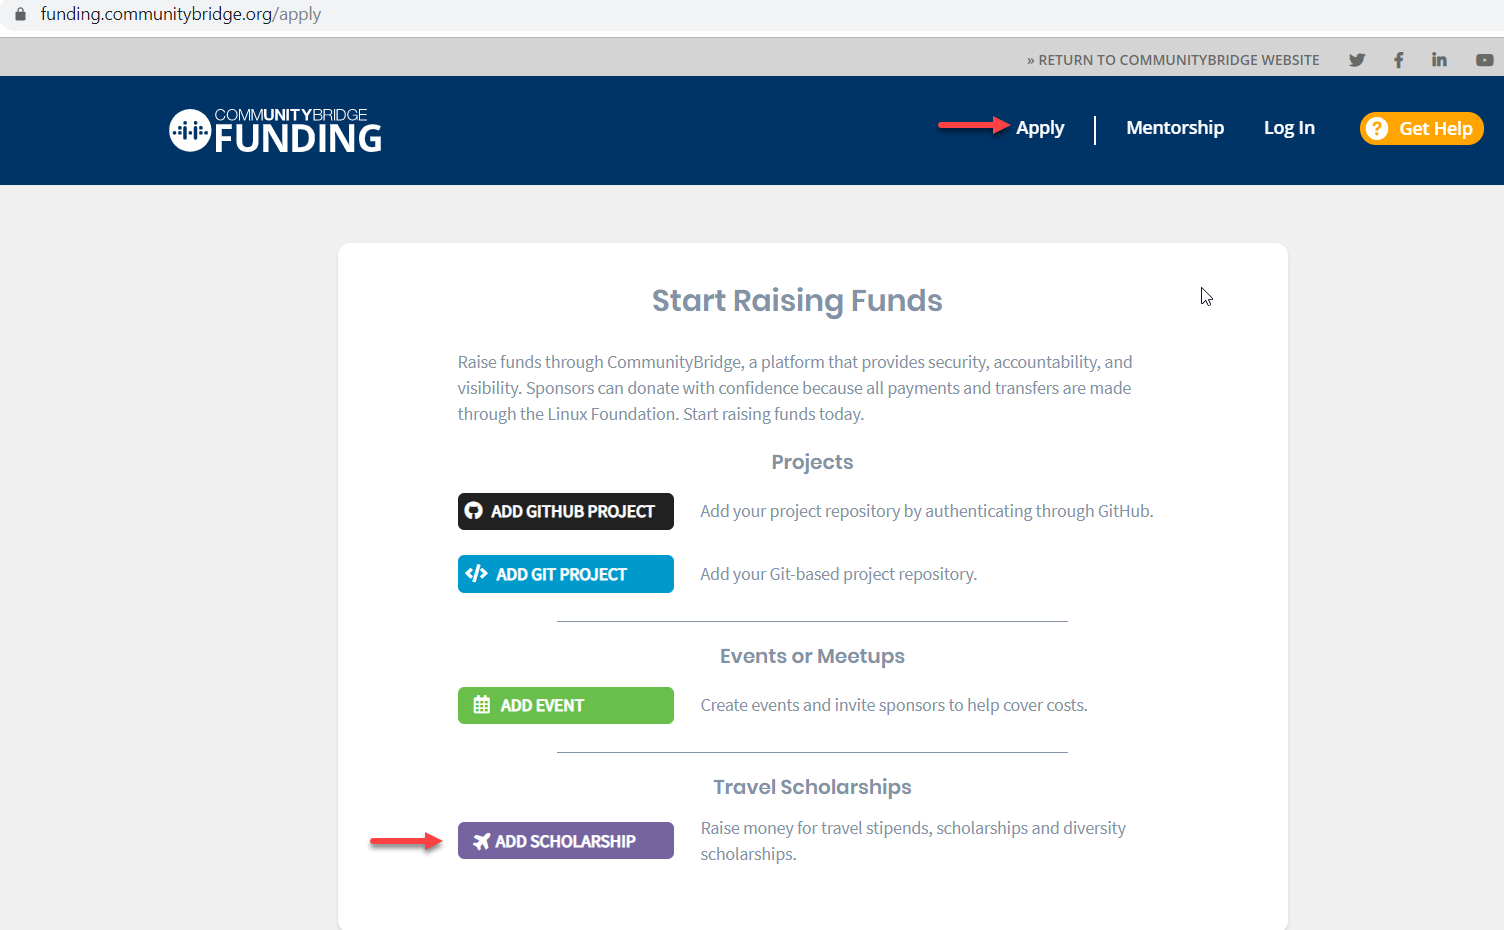 funding.communitybridge.org/apply
» RETURN TO COMMUNITYBRIDGE WEBSITE
COMMUNITYBRIDGE
FUNDING
Apply
Mentorship
Log In
? Get Help
Start Raising Funds
Raise funds through CommunityBridge, a platform that provides security, accountability, and
visibility. Sponsors can donate with confidence because all payments and transfers are made
through the Linux Foundation. Start raising funds today.
Projects
ADD GITHUB PROJECT
Add your project repository by authenticating through GitHub.
</> ADD GIT PROJECT
Add your Git-based project repository.
Events or Meetups
ADD EVENT
Create events and invite sponsors to help cover costs.
Travel Scholarships
ADD SCHOLARSHIP
Raise money for travel stipends, scholarships and diversity
scholarships.